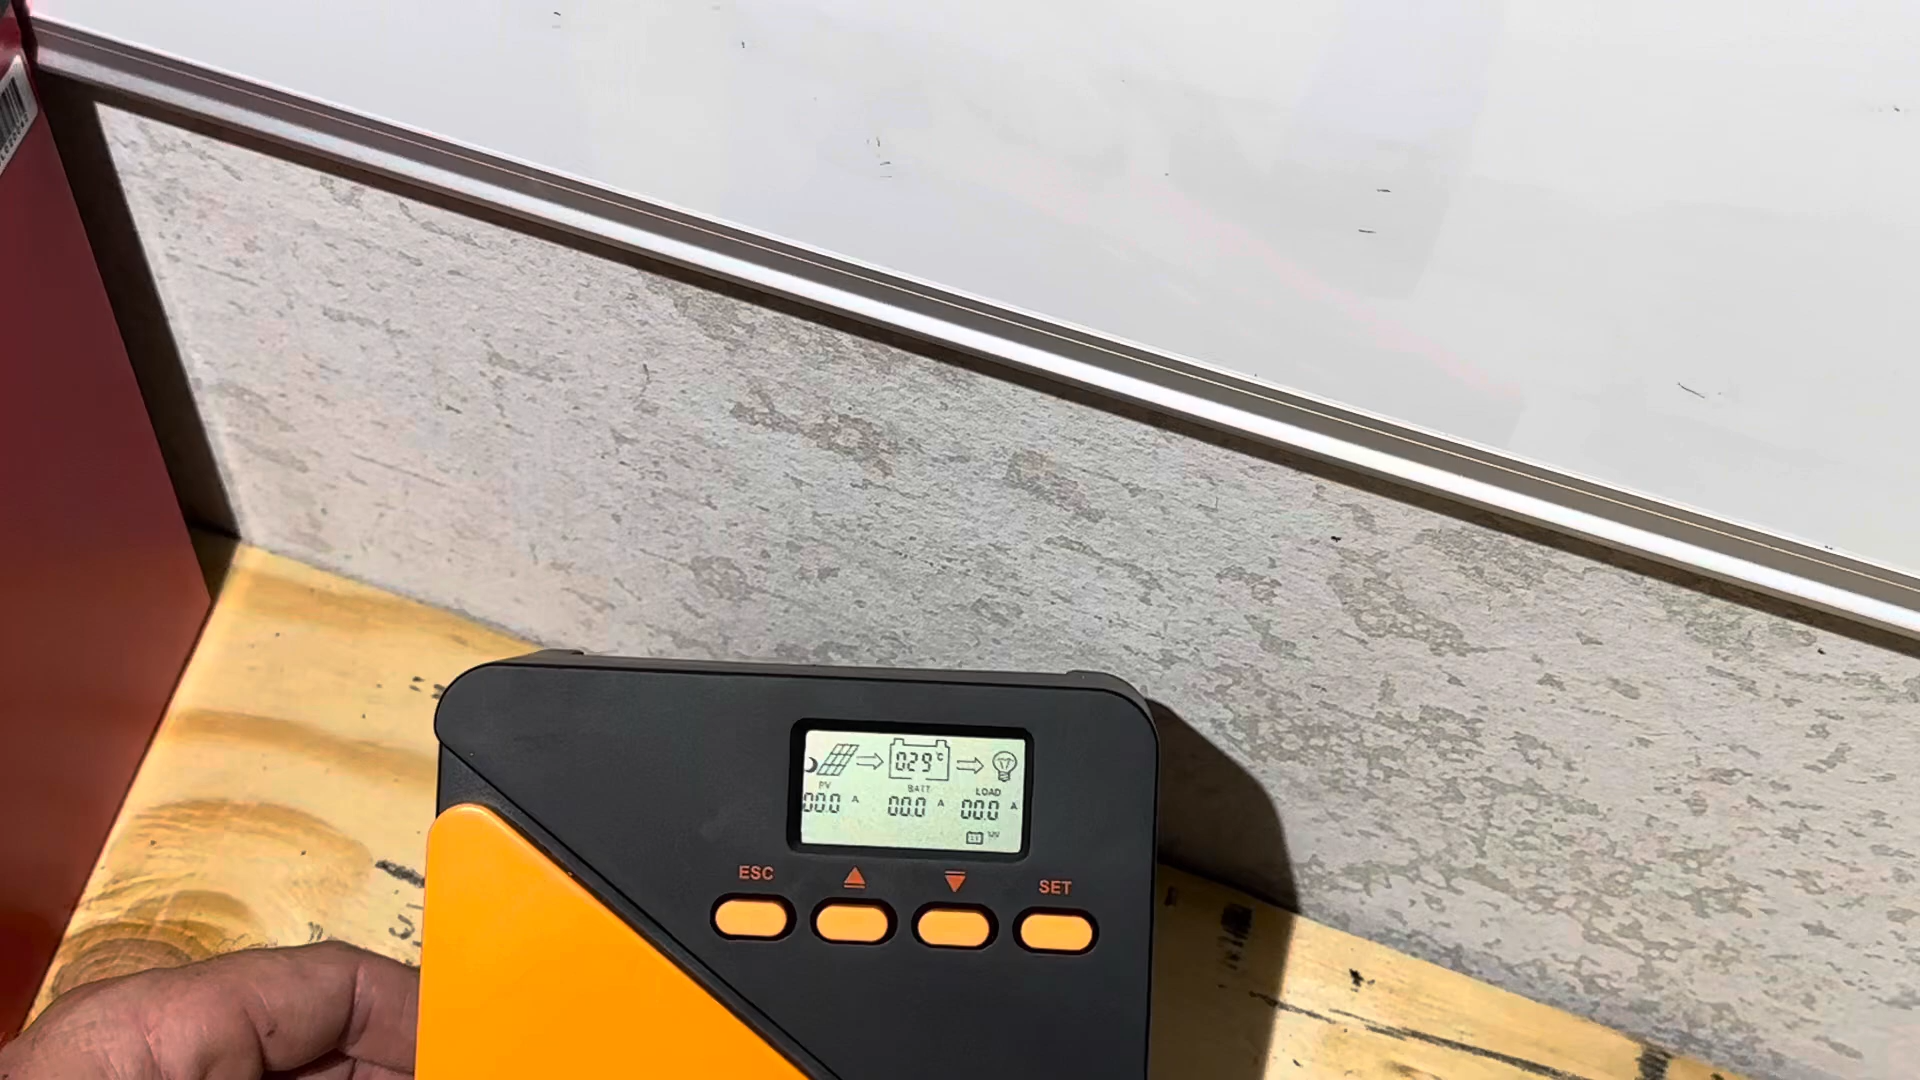 029°C
PV BATT LOAD
00.0 A 00.0 A 00.0 A
12V
ESC SET